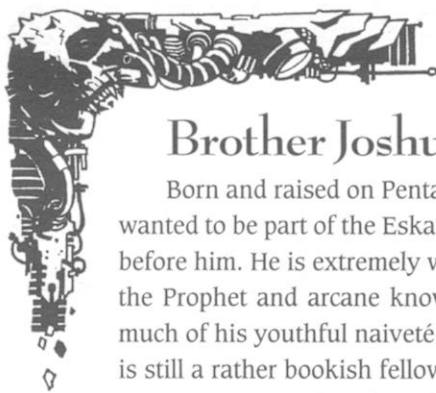 Brother Joshu
Born and raised on Penta
wanted to be part of the Eska
before him. He is extremely v
the Prophet and arcane know
much of his youthful naiveté
is still a rather bookish fellow